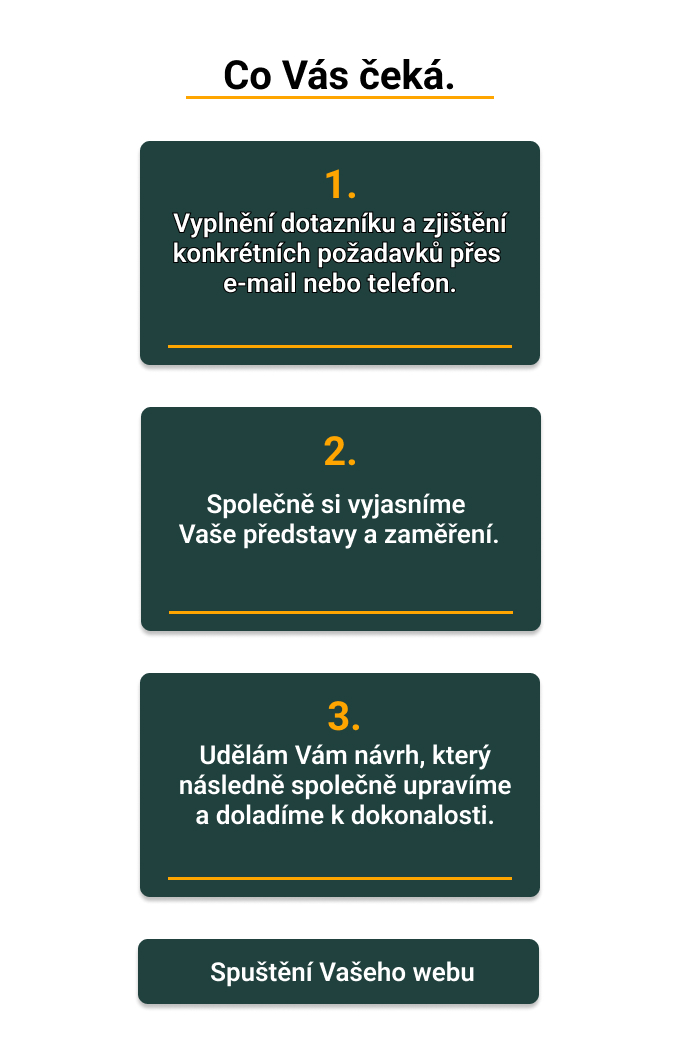 Co Vás čeká.
1.
Vyplnění dotazníku a zjištění
konkrétních požadavků přes
e-mail nebo telefon.
2.
Společně si vyjasníme
Vaše představy a zaměření.
3.
Udělám Vám návrh, který
následně společně upravíme
a doladíme k dokonalosti.
Spuštění Vašeho webu